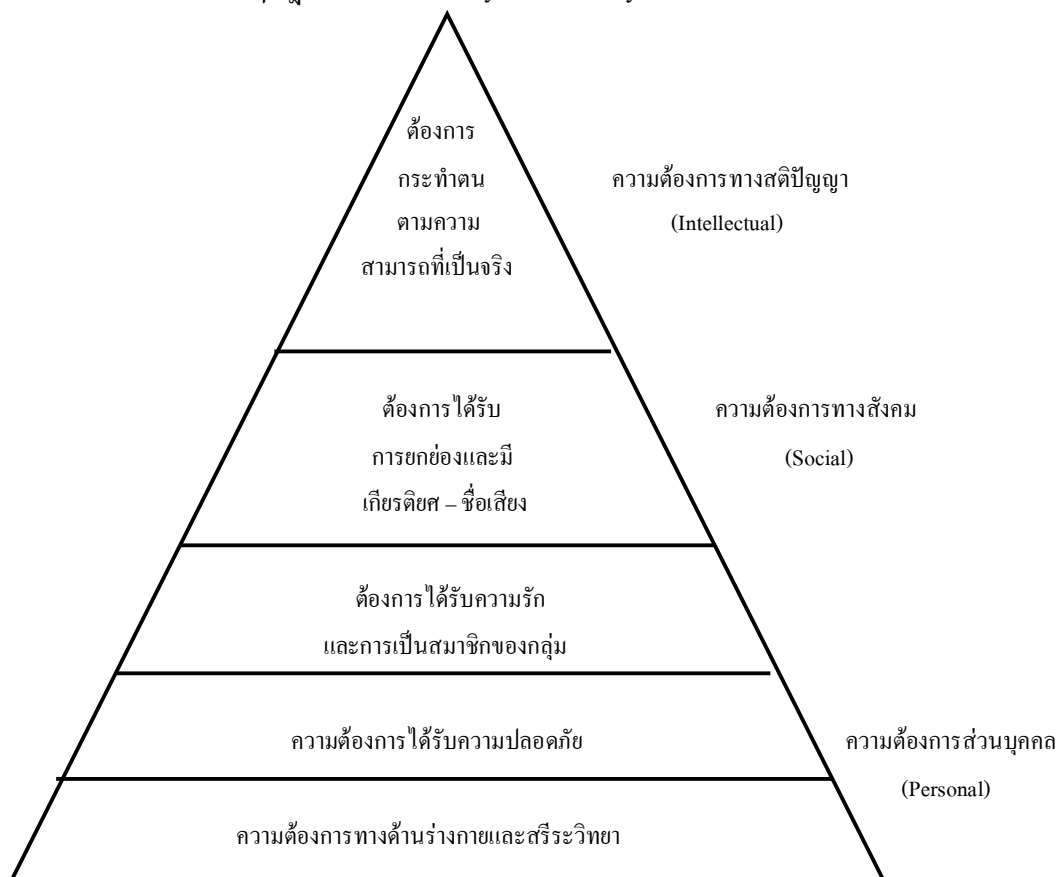 ต้องการ
กระทำตน
ตามความ
สามารถที่เป็นจริง
ความต้องการทางสติปัญญา
(Intellectual)
ต้องการได้รับ
การยกย่องและมี
เกียรติยศ – ชื่อเสียง
ความต้องการทางสังคม
(Social)
ต้องการได้รับความรัก
และการเป็นสมาชิกของกลุ่ม
ความต้องการได้รับความปลอดภัย
ความต้องการส่วนบุคคล
(Personal)
ความต้องการทางด้านร่างกายและสรีระวิทยา